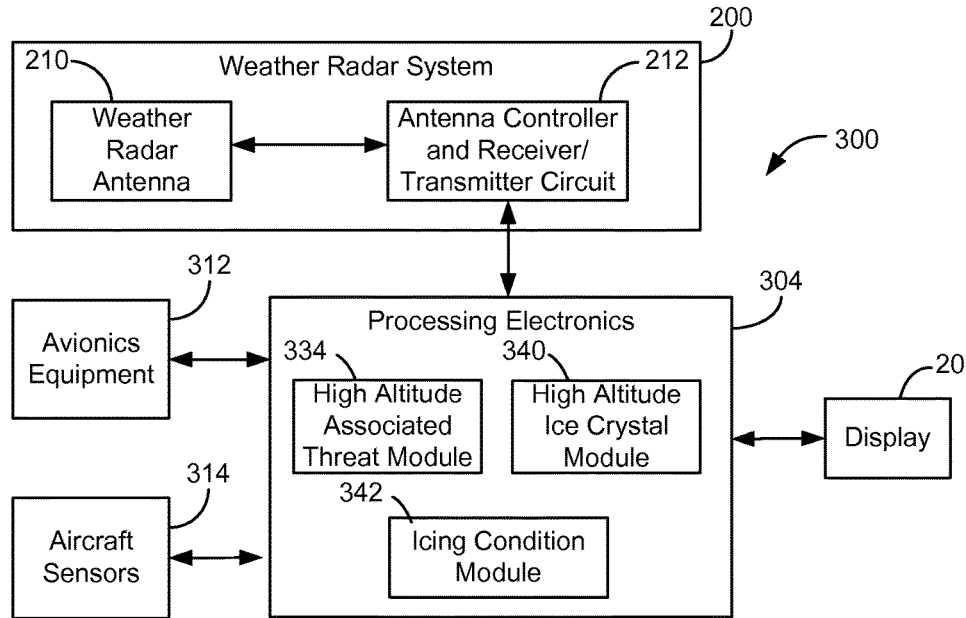 200
Weather Radar System
210
212
Weather
Radar
Antenna
Antenna Controller
and Receiver/
Transmitter Circuit
300
312
Avionics
Equipment
304
Processing Electronics
334
High Altitude
Associated
Threat Module
340
High Altitude
Ice Crystal
Module
20
Display
314
Aircraft
Sensors
342
Icing Condition
Module